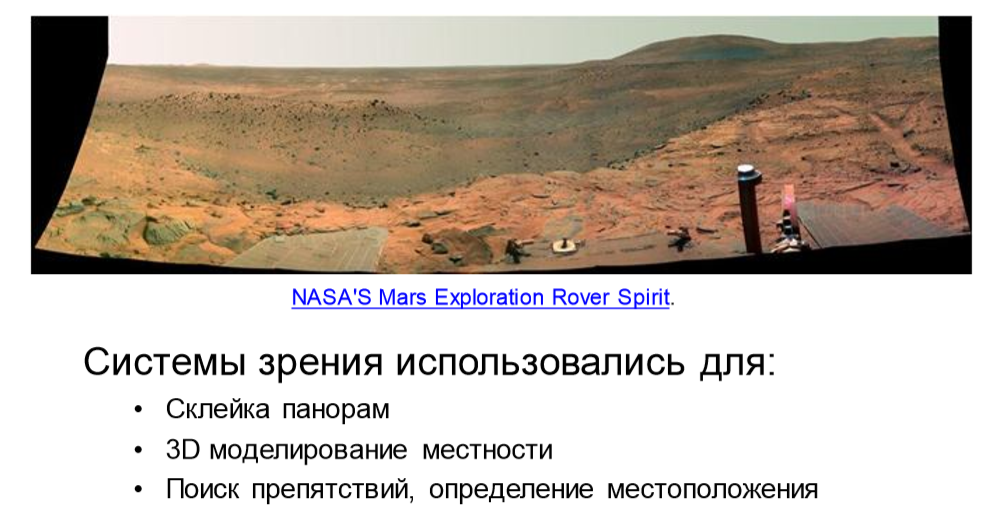 NASA'S Mars Exploration Rover Spirit.
Системы зрения использовались для:
• Склейка панорам
• 3D моделирование местности
• Поиск препятствий, определение местоположения